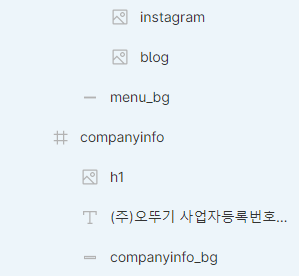 instagram
blog
menu_bg
companyinfo
h1
(주)오뚜기 사업자등록번호...
companyinfo_bg